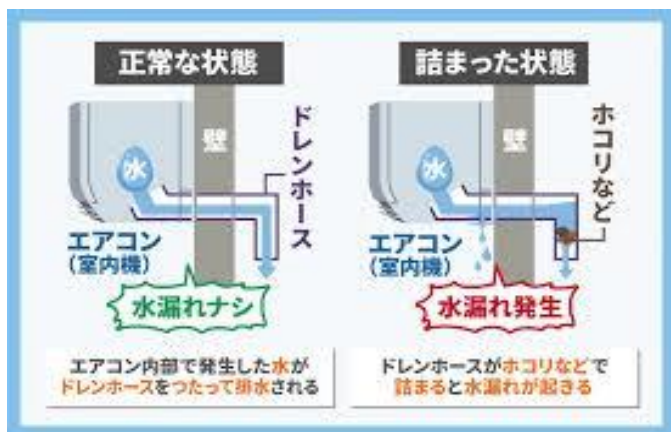 正常な状態
壁
水
ドレンホース
エアコン
(室内機)
水漏れナシ
エアコン内部で発生した水が
ドレンホースをつたって排水される
詰まった状態
壁
水
ホコリなど
エアコン
(室内機)
水漏れ発生
ドレンホースがホコリなどで
詰まると水漏れが起きる